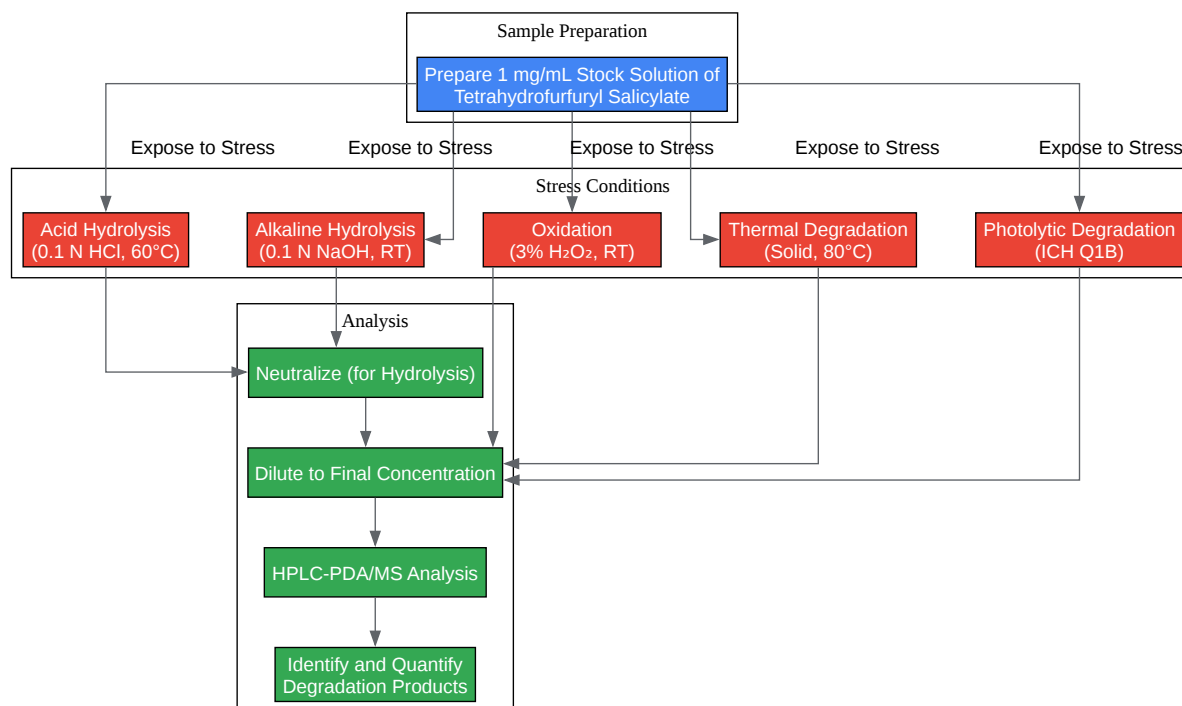 Sample Preparation
Prepare 1 mg/mL Stock Solution of
Tetrahydrofurfuryl Salicylate
Expose to Stress
Expose to Stress
Expose to Stress
Expose to Stress
Expose to Stress
Stress Conditions
Acid Hydrolysis
(0.1 N HCl, 60°C)
Alkaline Hydrolysis
(0.1 N NaOH, RT)
Oxidation
(3% H₂O₂, RT)
Thermal Degradation
(Solid, 80°C)
Photolytic Degradation
(ICH Q1B)
Analysis
Neutralize (for Hydrolysis)
Dilute to Final Concentration
HPLC-PDA/MS Analysis
Identify and Quantify
Degradation Products